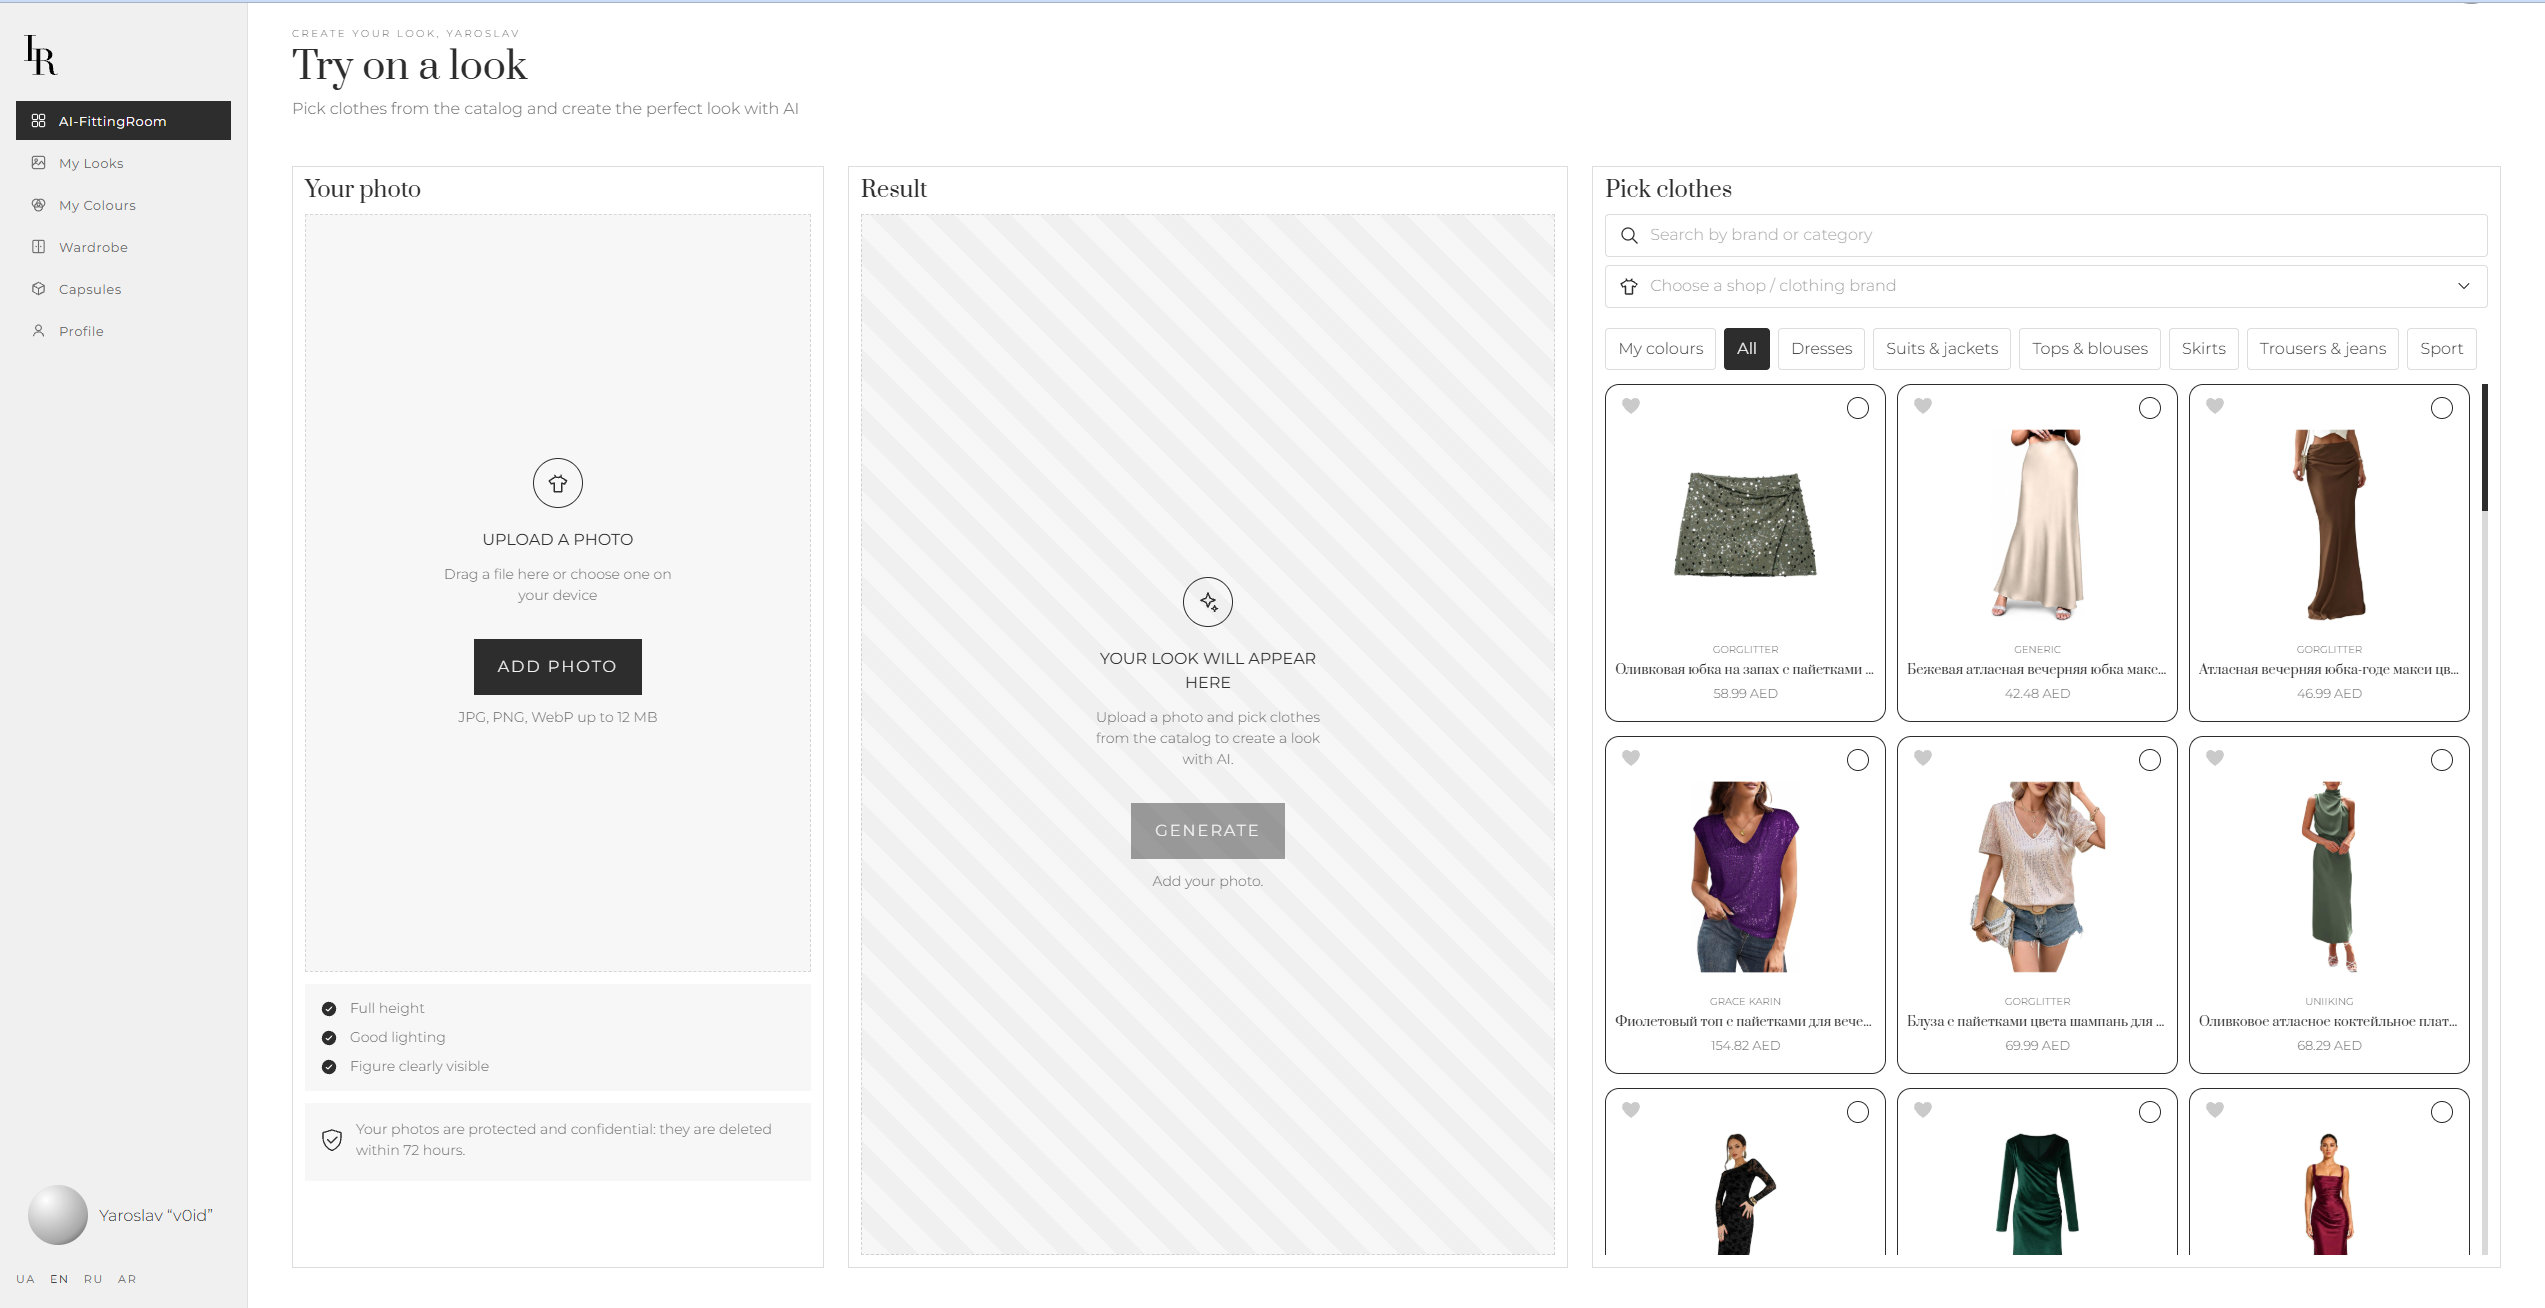 IR
AI-FittingRoom
My Looks
My Colours
Wardrobe
Capsules
Profile
Yaroslav “v0id”
UA EN RU AR
CREATE YOUR LOOK, YAROSLAV
Try on a look
Pick clothes from the catalog and create the perfect look with AI
Your photo
UPLOAD A PHOTO
Drag a file here or choose one on
your device
ADD PHOTO
JPG, PNG, WebP up to 12 MB
Full height
Good lighting
Figure clearly visible
Your photos are protected and confidential: they are deleted
within 72 hours.
Result
YOUR LOOK WILL APPEAR
HERE
Upload a photo and pick clothes
from the catalog to create a look
with AI.
GENERATE
Add your photo.
Pick clothes
Search by brand or category
Choose a shop / clothing brand
My colours All Dresses Suits & jackets Tops & blouses Skirts Trousers & jeans Sport
GORGLITTER
Оливковая юбка на запах с пайетками ...
58.99 AED
GENERIC
Бежевая атласная вечерняя юбка макс...
42.48 AED
GORGLITTER
Атласная вечерняя юбка-годе макси цв...
46.99 AED
GRACE KARIN
Фиолетовый топ с пайетками для вече...
154.82 AED
GORGLITTER
Блуза с пайетками цвета шампань для ...
69.99 AED
UNIIKING
Оливковое атласное коктейльное плат...
68.29 AED